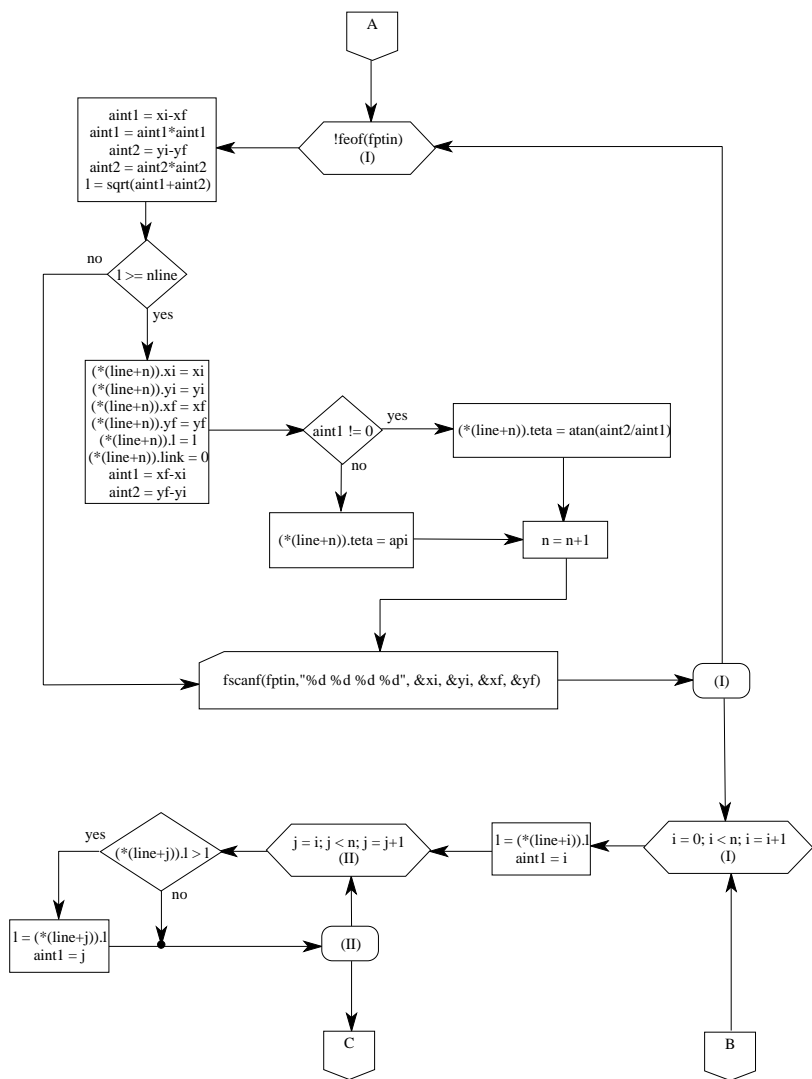 A
!feof(fptin)
(I)
aint1 = xi-xf
aint1 = aint1*aint1
aint2 = yi-yf
aint2 = aint2*aint2
l = sqrt(aint1+aint2)
no
l >= nline
yes
(*(line+n)).xi = xi
(*(line+n)).yi = yi
(*(line+n)).xf = xf
(*(line+n)).yf = yf
(*(line+n)).l = l
(*(line+n)).link = 0
aint1 = xf-xi
aint2 = yf-yi
aint1 != 0
yes
no
(*(line+n)).teta = atan(aint2/aint1)
(*(line+n)).teta = api
n = n+1
fscanf(fptin,"%d %d %d %d", &xi, &yi, &xf, &yf)
(I)
i = 0; i < n; i = i+1
(I)
l = (*(line+i)).l
aint1 = i
j = i; j < n; j = j+1
(II)
yes
(*(line+j)).l > l
no
l = (*(line+j)).l
aint1 = j
(II)
C
B